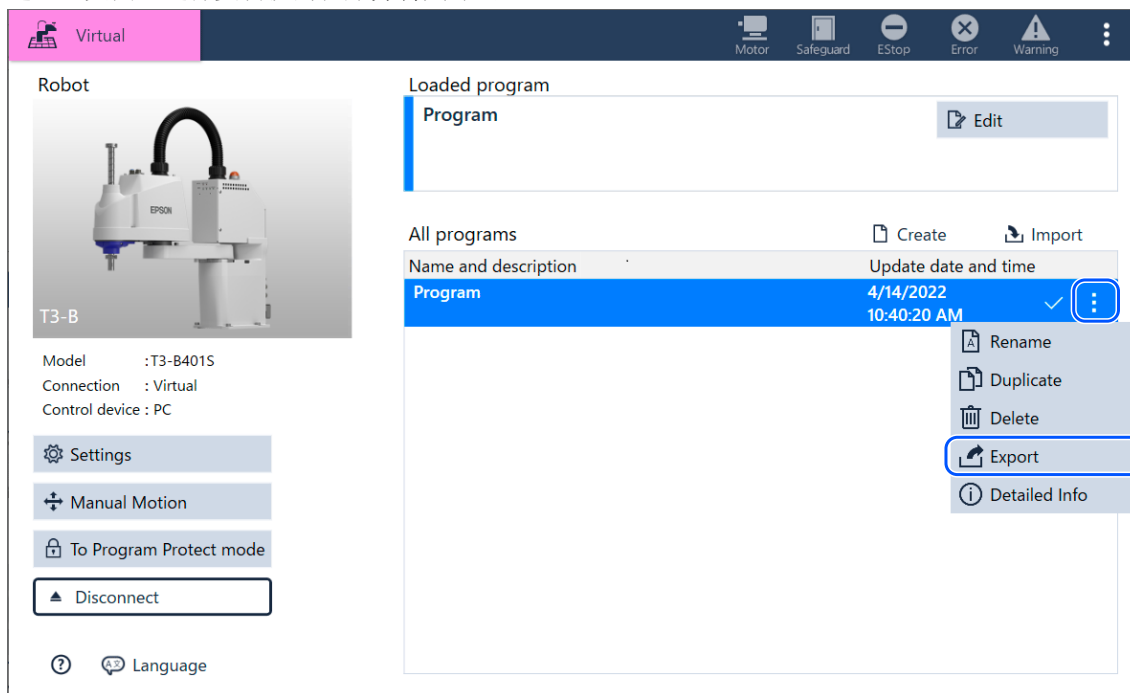 Virtual
Motor
Safeguard
EStop
Error
Warning
Robot
EPSON
T3-B
Model :T3-B401S
Connection : Virtual
Control device : PC
Settings
Manual Motion
To Program Protect mode
Disconnect
Language
Loaded program
Program
Edit
All programs
Create
Import
Name and description
Update date and time
Program
4/14/2022
10:40:20 AM
Rename
Duplicate
Delete
Export
Detailed Info